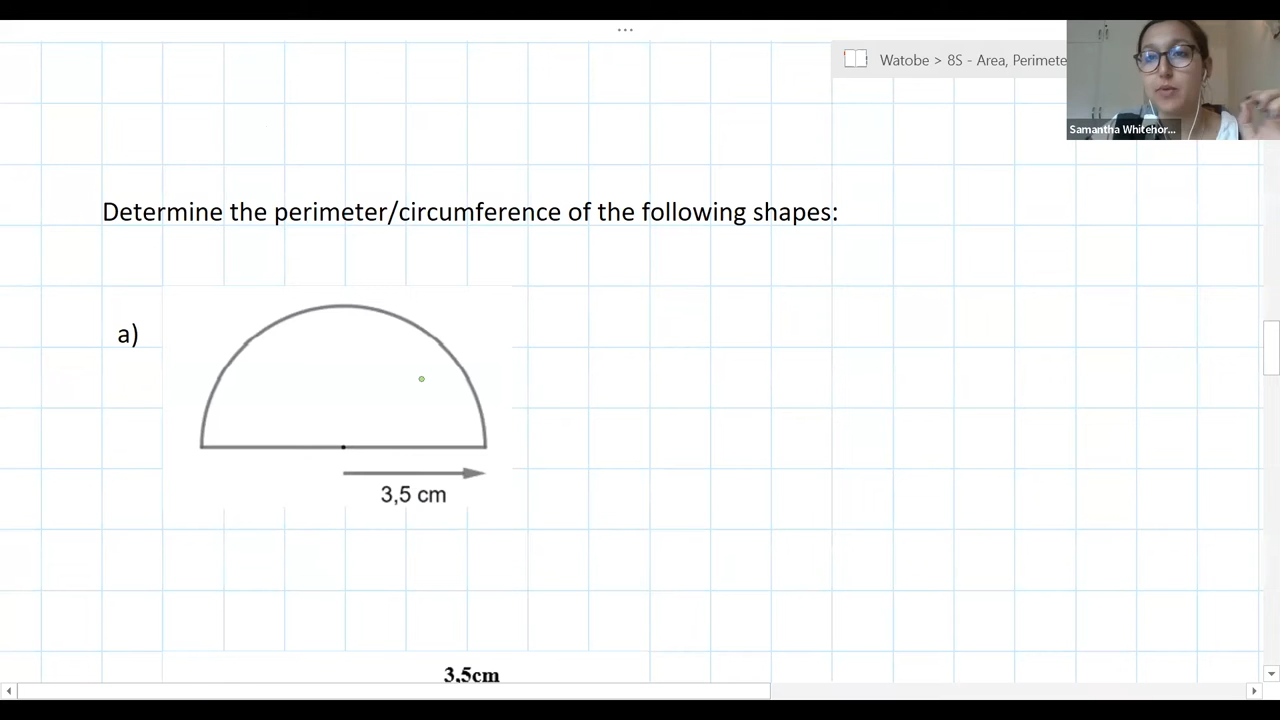 Watobe > 8S - Area, Perimete
Samantha Whitehor...
Determine the perimeter/circumference of the following shapes:
a)
3,5 cm
3,5cm